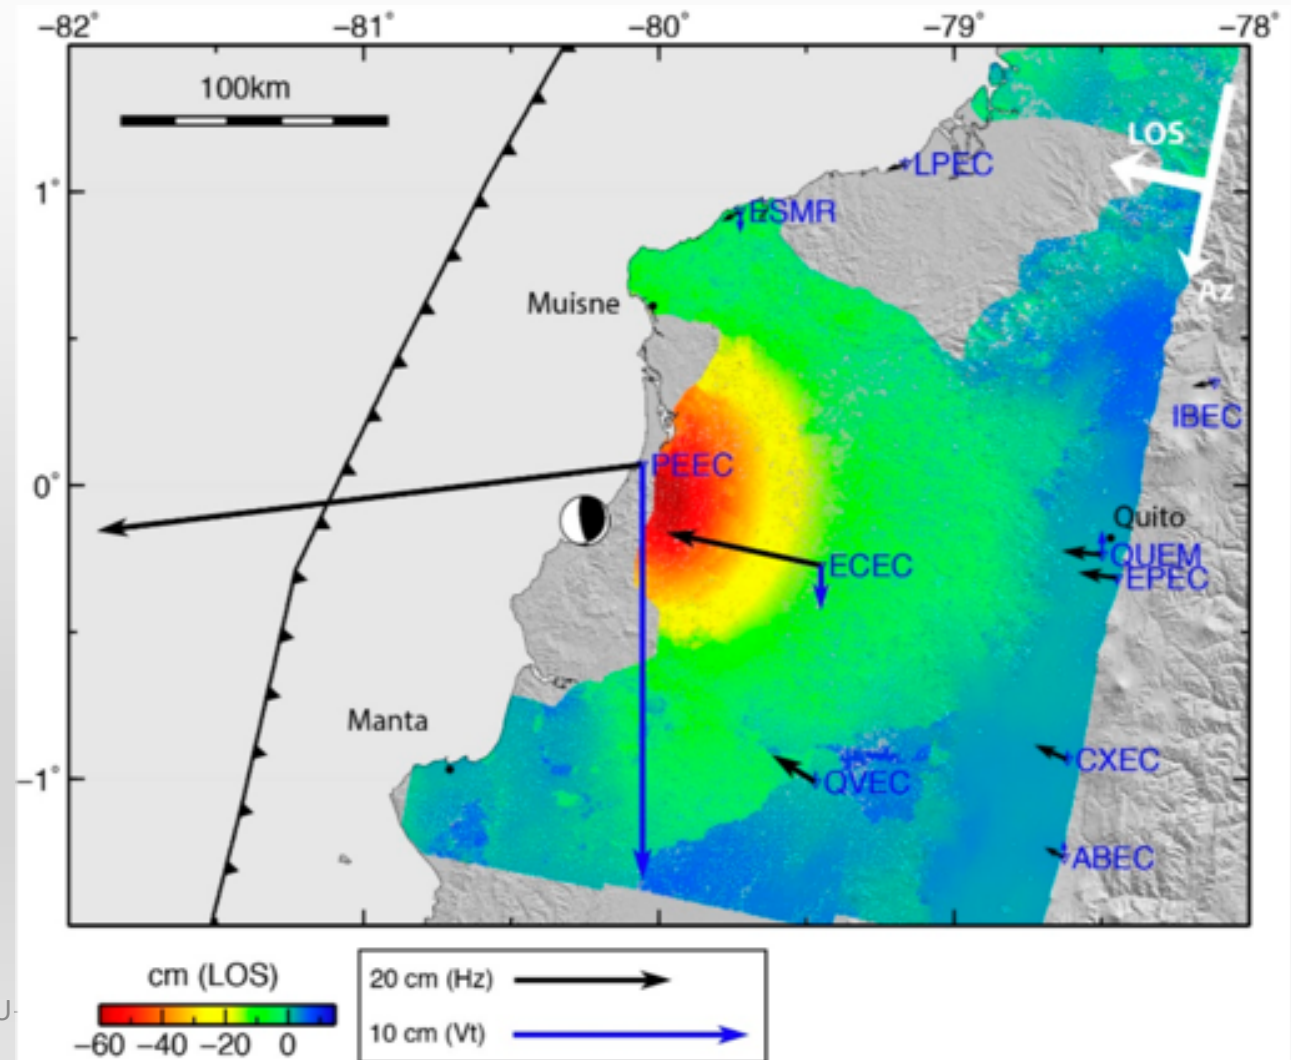 −82° −81° −80° −79° −78°
100km
LOS
1°
LPEC
ESMR
Az
Muisne
IBEC
0°
PEEC
Quito
QUEM
ECEC
EPEC
Manta
−1°
CXEC
QVEC
ABEC
cm (LOS)
−60 −40 −20 0
20 cm (Hz)
10 cm (Vt)
U-